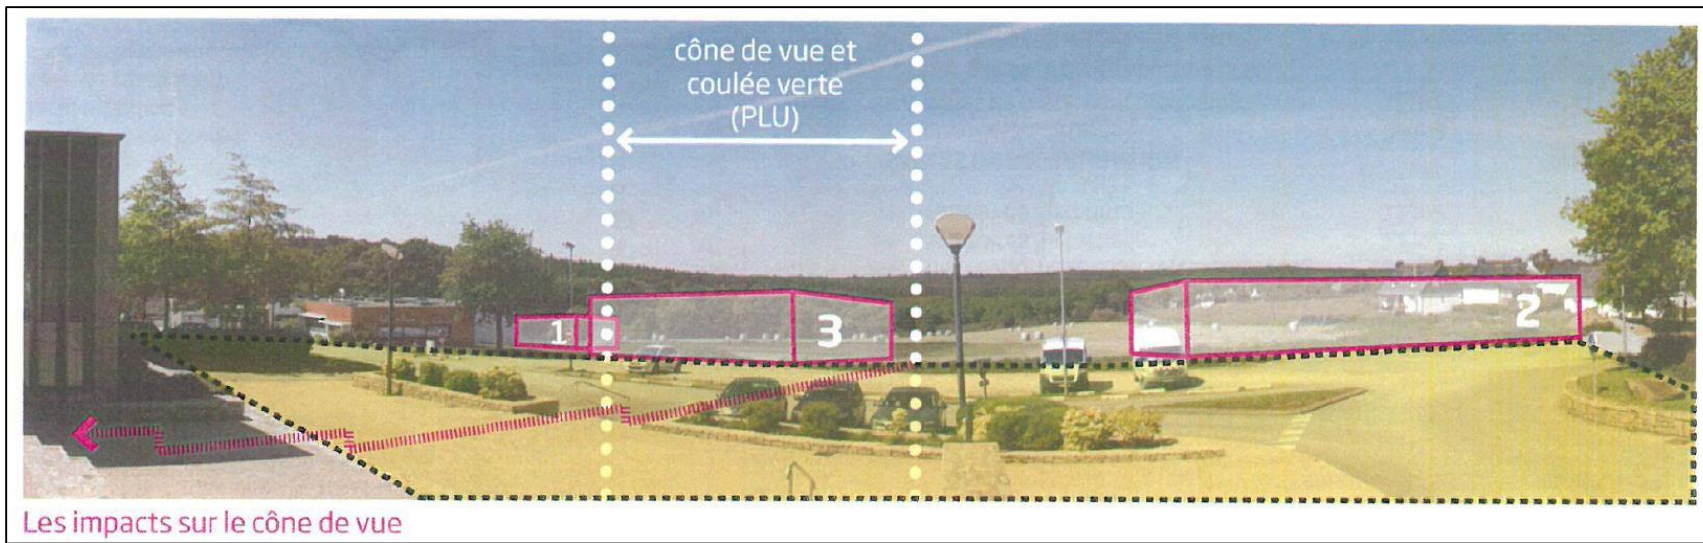 cône de vue et
coulée verte
(PLU)
1
3
2
Les impacts sur le cône de vue